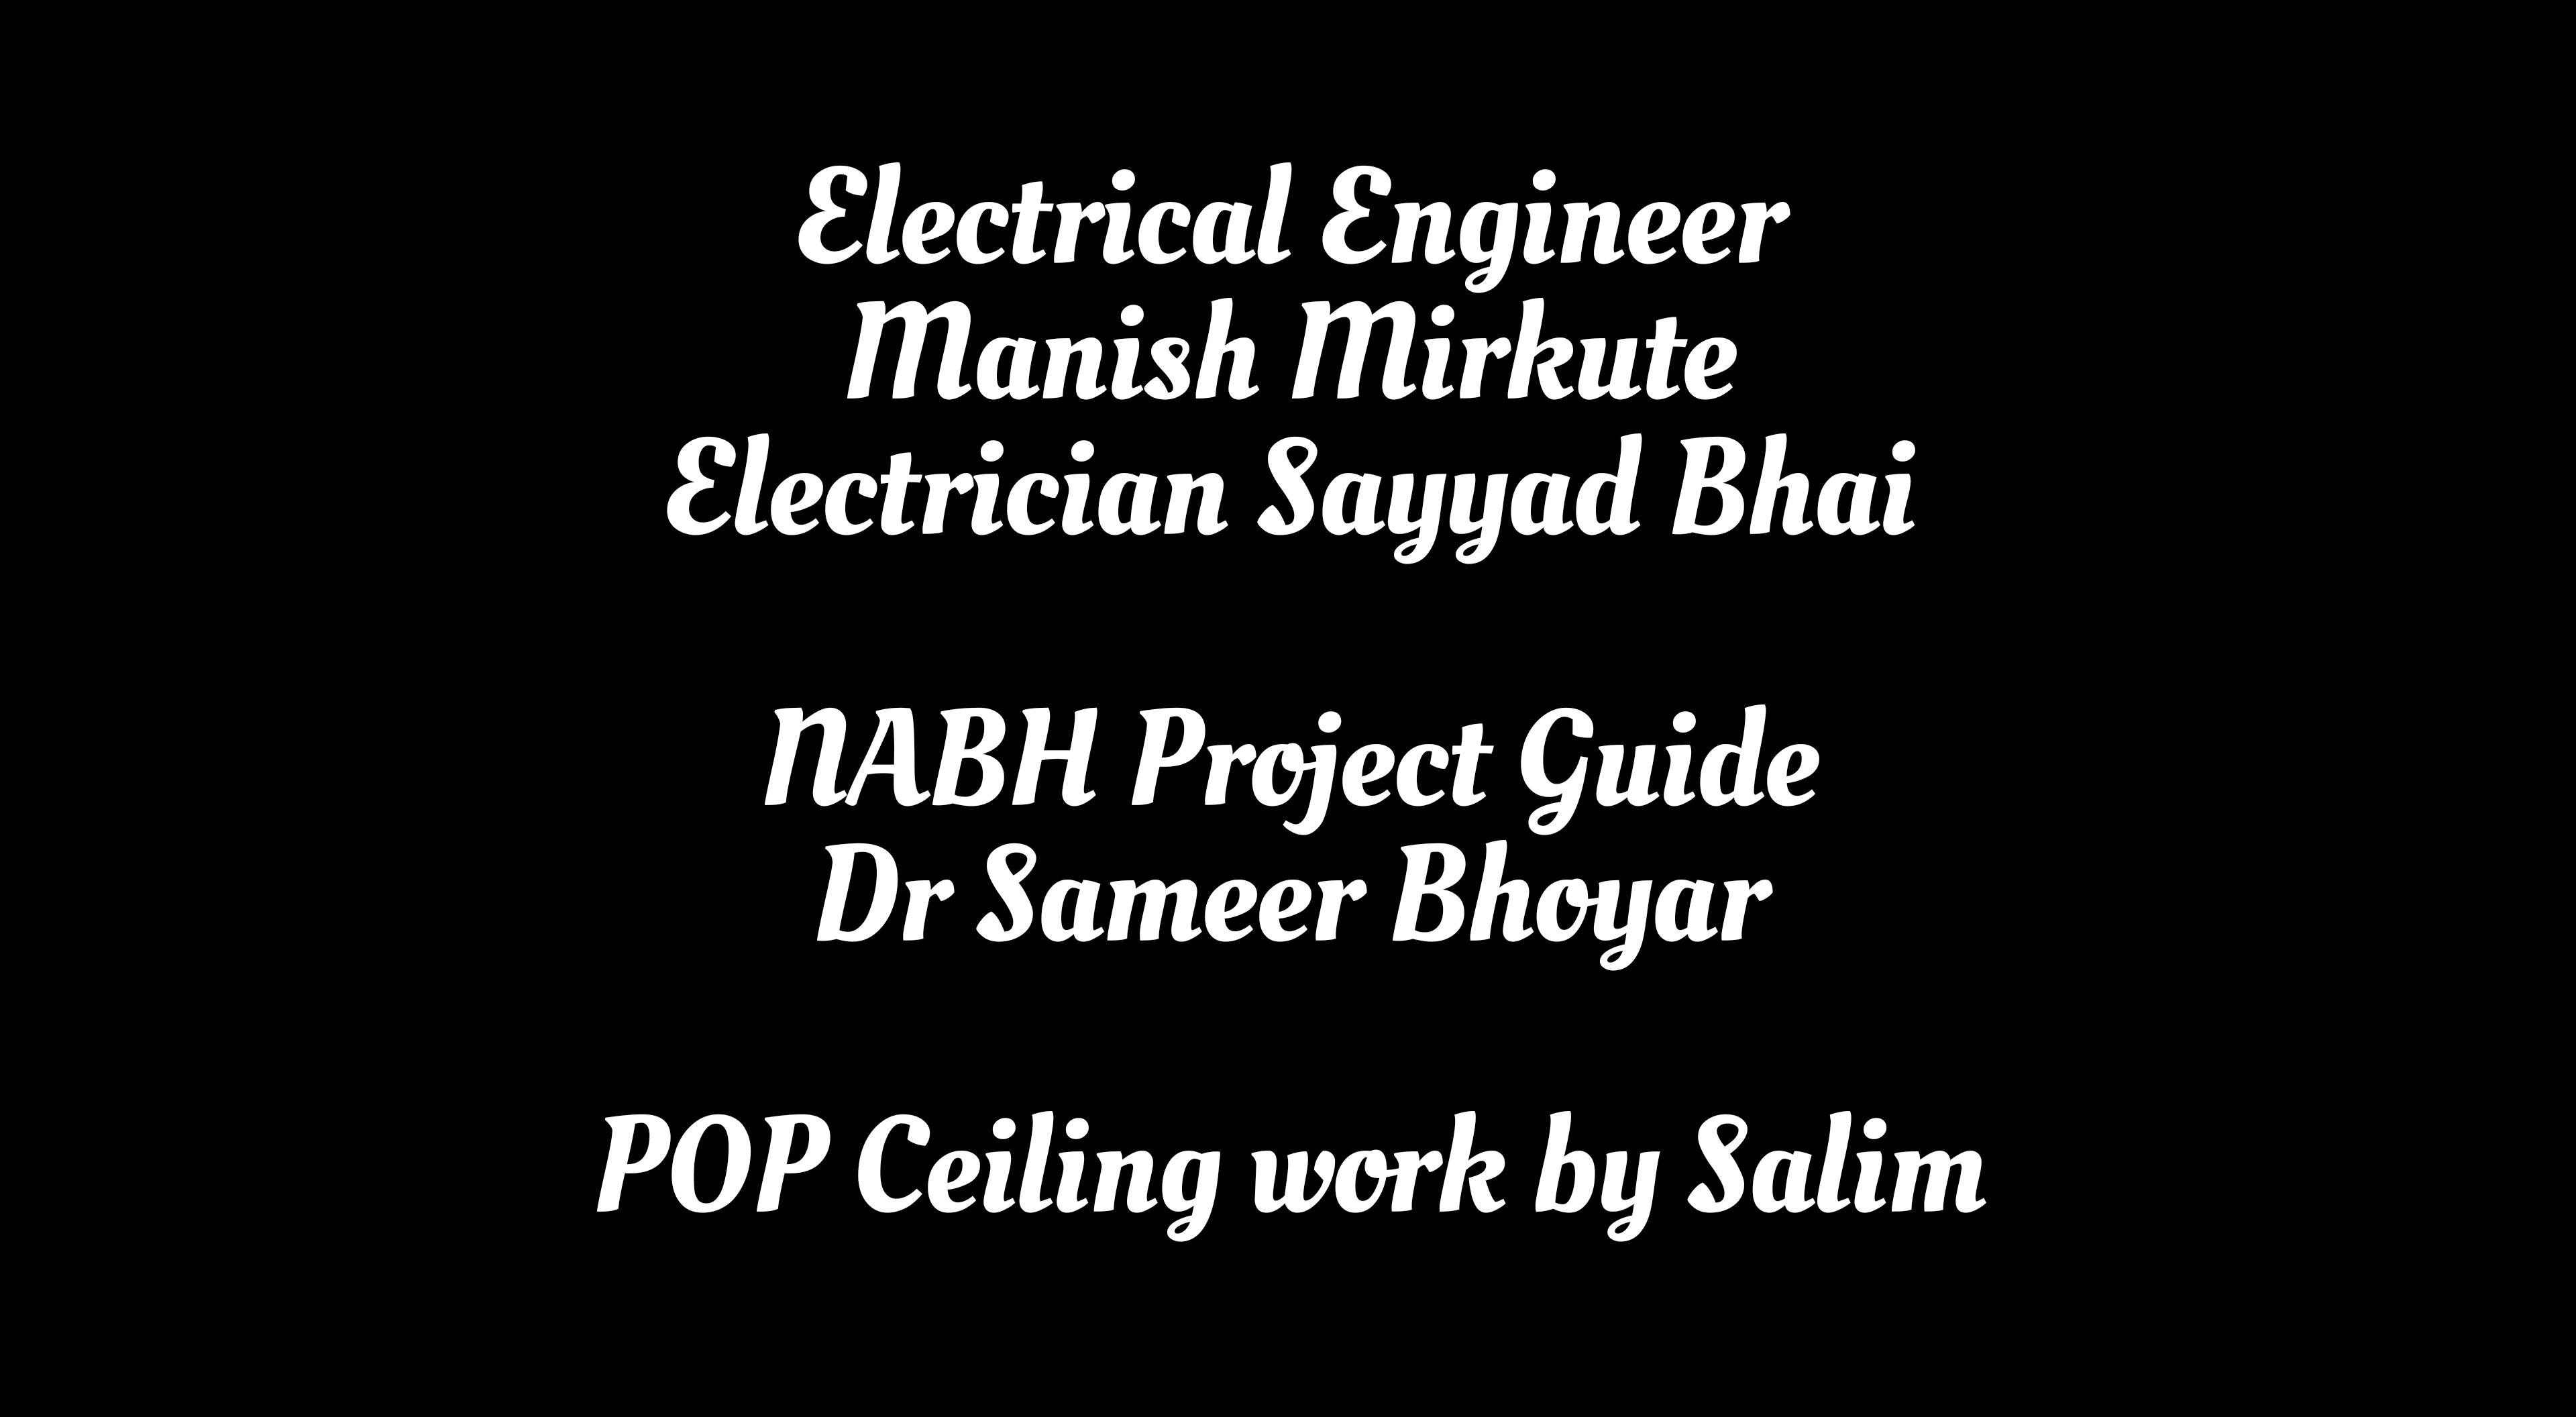 Electrical Engineer
Manish Mirkute
Electrician Sayyad Bhai
NABH Project Guide
Dr Sameer Bhoyar
POP Ceiling work by Salim